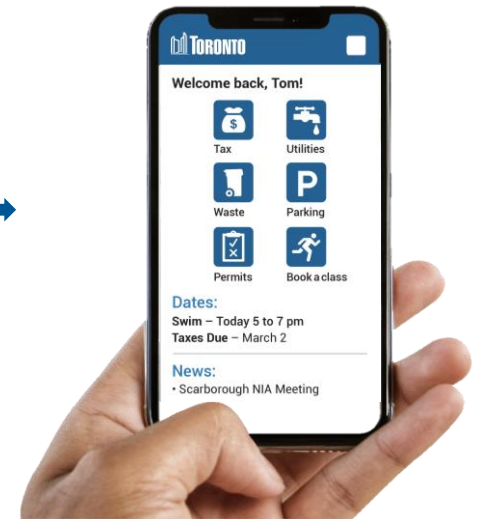 TORONTO
Welcome back, Tom!
$
Tax
Utilities
Waste
P
Parking
Permits
Book a class
Dates:
Swim – Today 5 to 7 pm
Taxes Due – March 2
News:
• Scarborough NIA Meeting